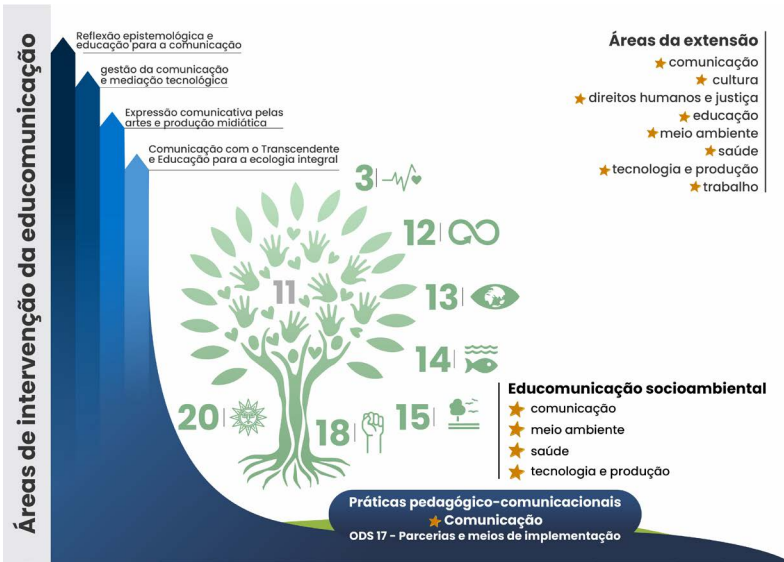 Áreas de intervenção da educomunicação
Reflexão epistemológica e
educação para a comunicação
gestão da comunicação
e mediação tecnológica
Expressão comunicativa pelas
artes e produção midiática
Comunicação com o Transcendente
e Educação para a ecologia integral
Áreas da extensão
comunicação
cultura
direitos humanos e justiça
educação
meio ambiente
saúde
tecnologia e produção
trabalho
3
12
11
13
14
20
18
15
Educomunicação socioambiental
comunicação
meio ambiente
saúde
tecnologia e produção
Práticas pedagógico-comunicacionais
Comunicação
ODS 17 - Parcerias e meios de implementação